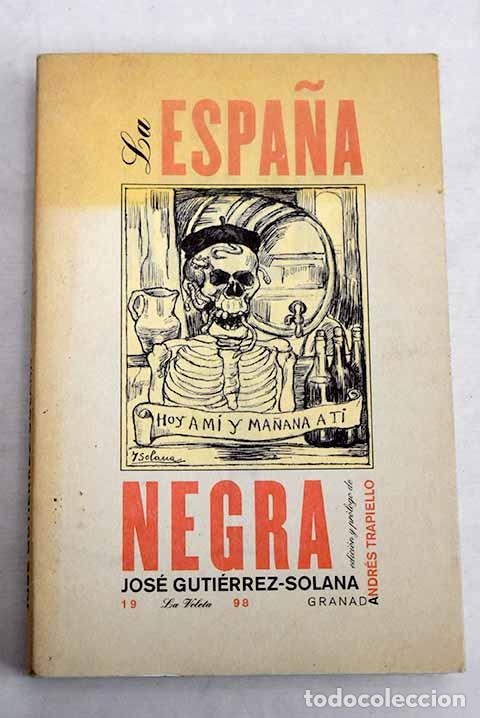 La ESPAÑA
HOY A MÍ Y MAÑANA A TI
J Solana
NEGRA
edición y prólogo de
ANDRÉS TRAPIELLO
JOSÉ GUTIÉRREZ-SOLANA
19 La Veleta 98 GRANADA
todocoleccion